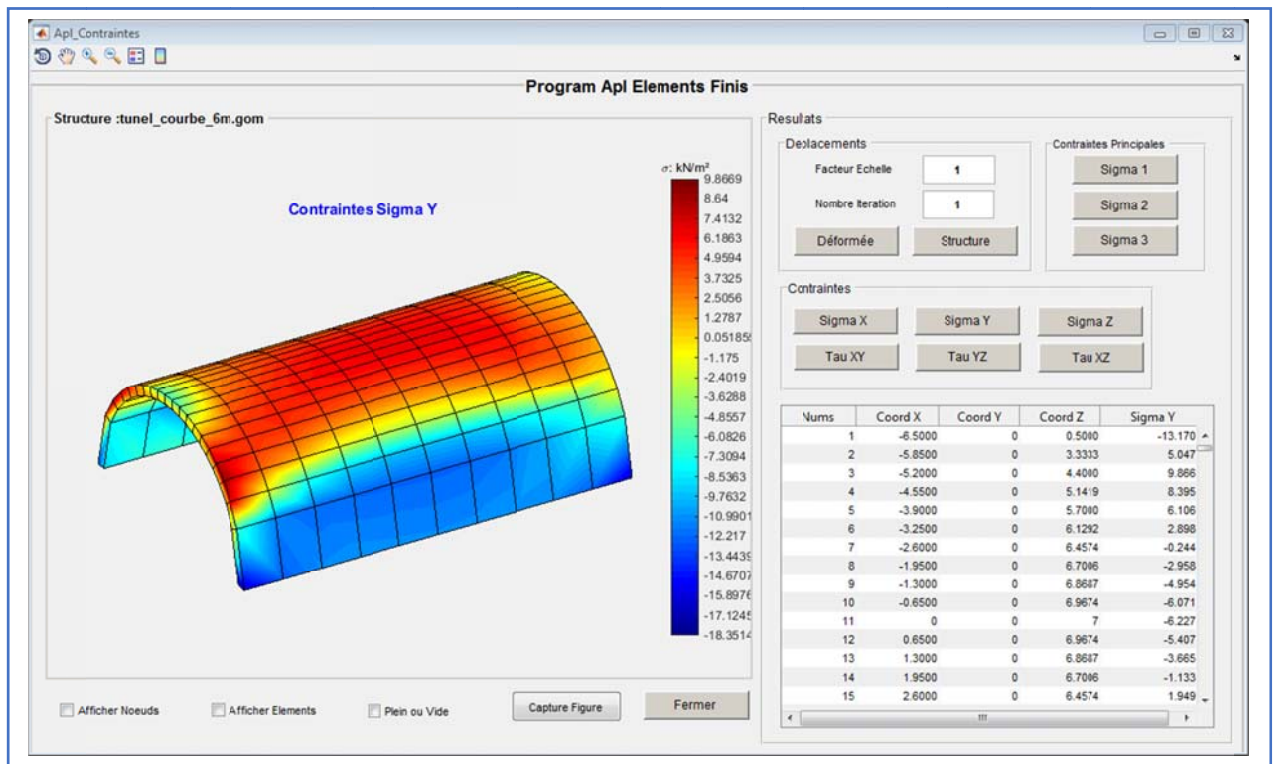 Apl_Contraintes
Program Apl Elements Finis
Structure :tunel_courbe_6m.gom
Contraintes Sigma Y
σ: kN/m²
9.8669
8.64
7.4132
6.1863
4.9594
3.7325
2.5056
1.2787
0.051855
-1.175
-2.4019
-3.6288
-4.8557
-6.0826
-7.3094
-8.5363
-9.7632
-10.9901
-12.217
-13.4439
-14.6707
-15.8976
-17.1245
-18.3514
Afficher Noeuds
Afficher Elements
Plein ou Vide
Capture Figure
Fermer
Resultats
Deplacements
Facteur Echelle 1
Nombre Iteration 1
Déformée Structure
Contraintes Principales
Sigma 1
Sigma 2
Sigma 3
Contraintes
Sigma X Sigma Y Sigma Z
Tau XY Tau YZ Tau XZ
Nums Coord X Coord Y Coord Z Sigma Y
1 -6.5000 0 0.5000 -13.170
2 -5.8500 0 3.3333 5.047
3 -5.2000 0 4.4000 9.866
4 -4.5500 0 5.1419 8.395
5 -3.9000 0 5.7000 6.106
6 -3.2500 0 6.1292 2.898
7 -2.6000 0 6.4574 -0.244
8 -1.9500 0 6.7006 -2.958
9 -1.3000 0 6.8687 -4.954
10 -0.6500 0 6.9674 -6.071
11 0 0 7 -6.227
12 0.6500 0 6.9674 -5.407
13 1.3000 0 6.8687 -3.665
14 1.9500 0 6.7006 -1.133
15 2.6000 0 6.4574 1.949